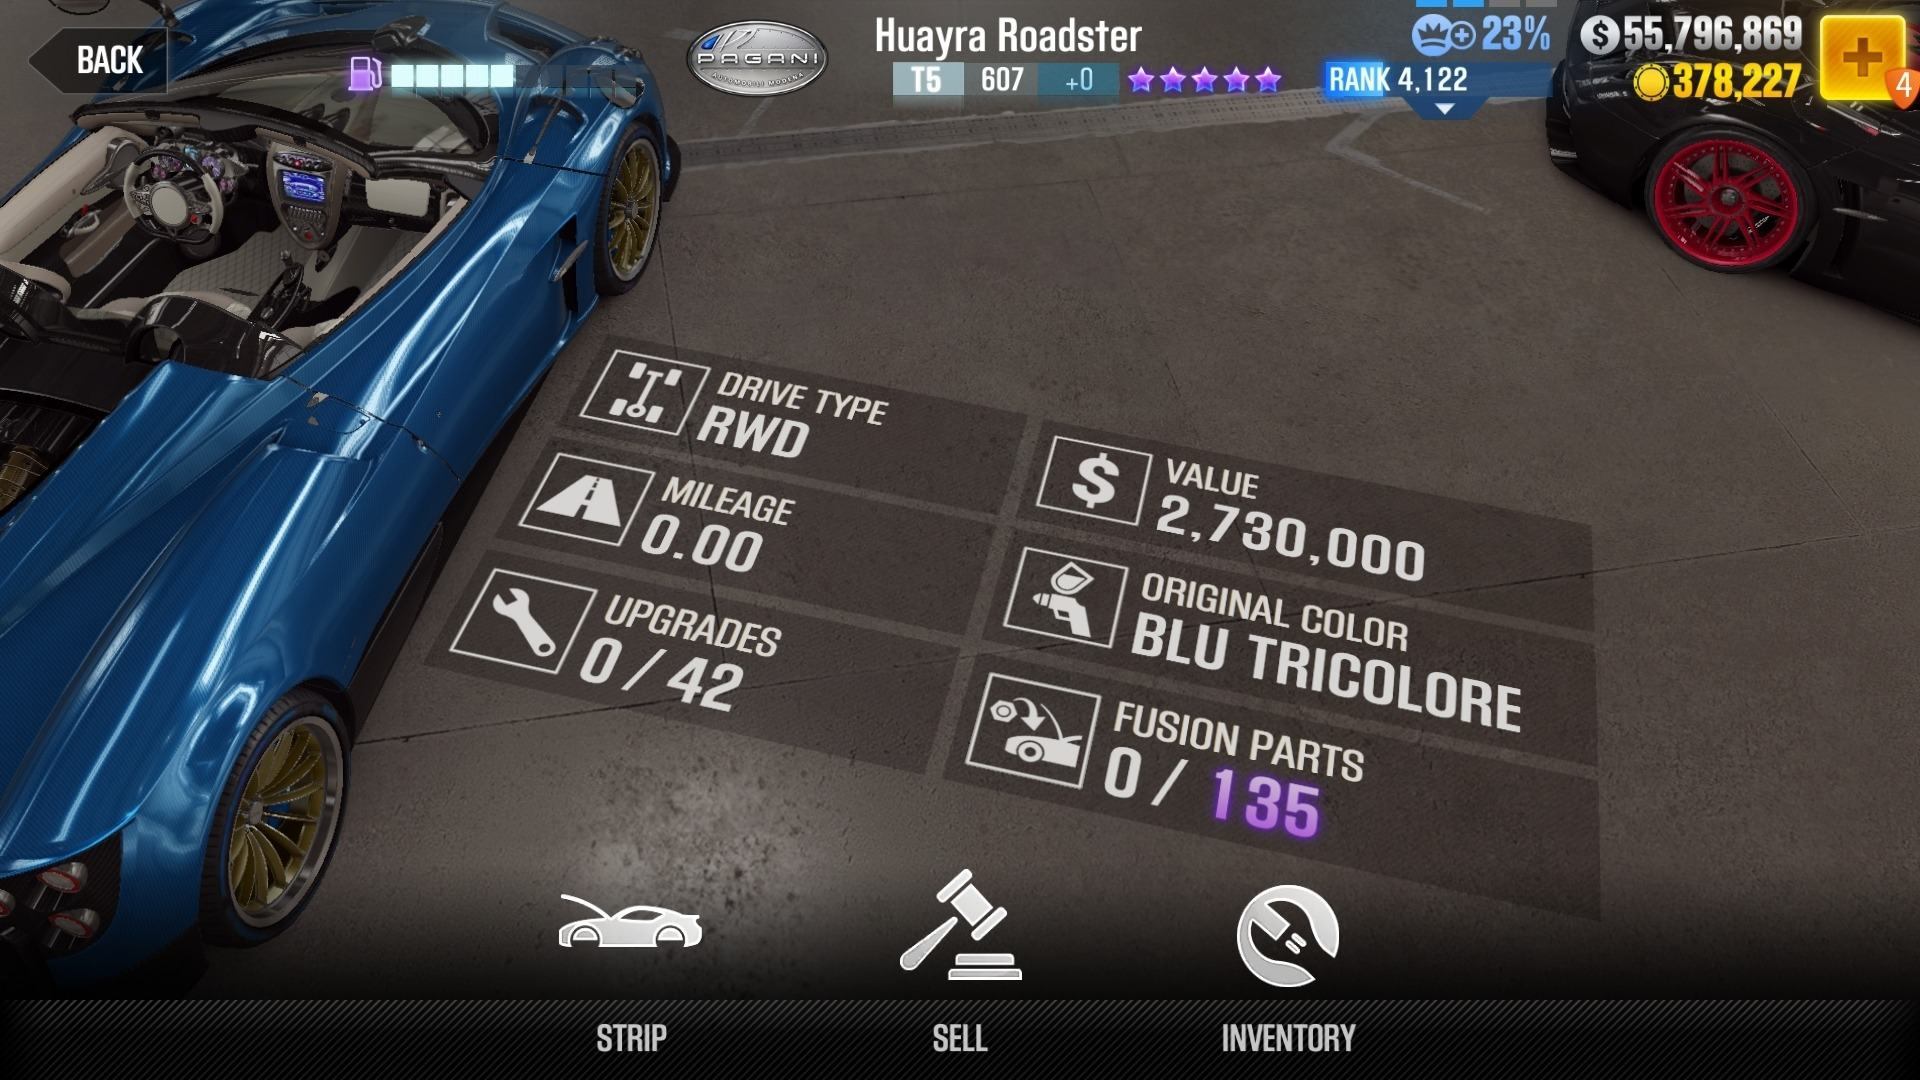 BACK
PAGANI
AUTOMOBILI MODENA
Huayra Roadster
T5 607 +0
RANK 4,122
23%
55,796,869
378,227
4
DRIVE TYPE
RWD
MILEAGE
0.00
UPGRADES
0 / 42
VALUE
2,730,000
ORIGINAL COLOR
BLU TRICOLORE
FUSION PARTS
0 / 135
STRIP
SELL
INVENTORY